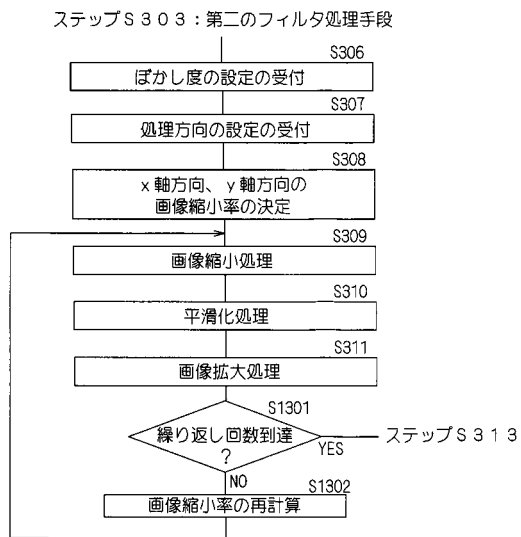 ステップS303：第二のフィルタ処理手段
S306
ぼかし度の設定の受付
S307
処理方向の設定の受付
S308
x軸方向、y軸方向の
画像縮小率の決定
S309
画像縮小処理
S310
平滑化処理
S311
画像拡大処理
S1301
繰り返し回数到達
?
YES
ステップS313
NO
S1302
画像縮小率の再計算